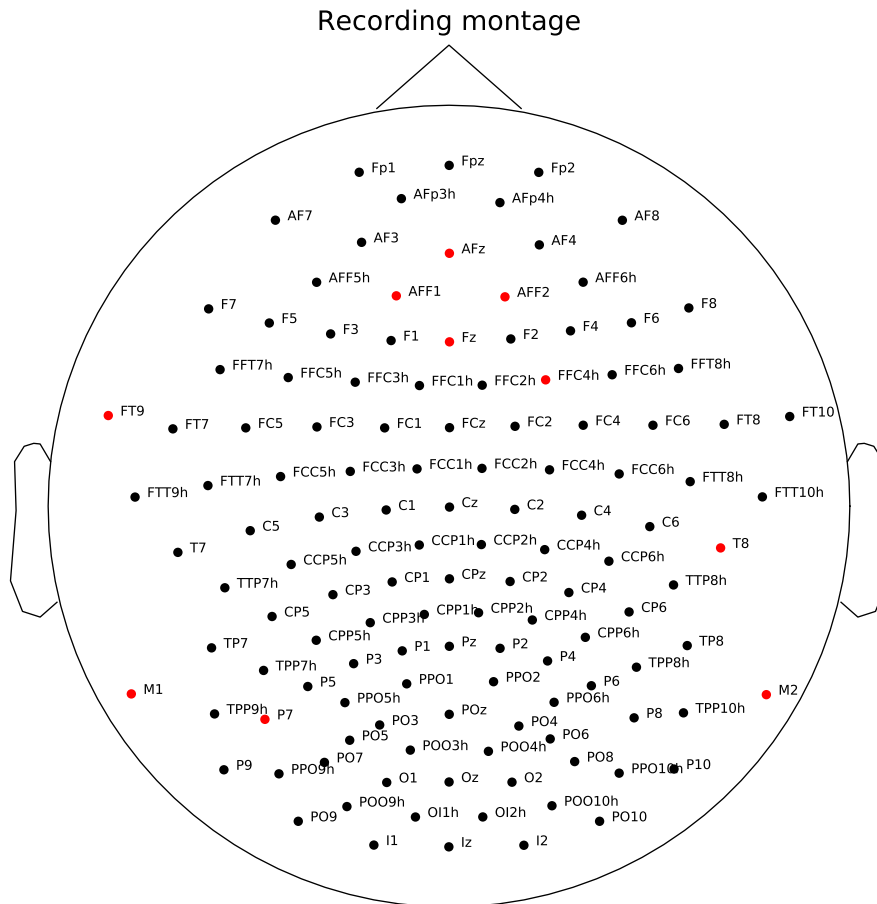 Recording montage
Fp1 Fpz Fp2
AFp3h AFp4h
AF7 AF8
AF3 AFz AF4
AFF5h AFF1 AFF2 AFF6h
F7 F5 F3 F1 Fz F2 F4 F6 F8
FFT7h FFC5h FFC3h FFC1h FFC2h FFC4h FFC6h FFT8h
FT9 FT7 FC5 FC3 FC1 FCz FC2 FC4 FC6 FT8 FT10
FTT9h FTT7h FCC5h FCC3h FCC1h FCC2h FCC4h FCC6h FTT8h FTT10h
T7 C5 C3 C1 Cz C2 C4 C6 T8
TTP7h CCP5h CCP3h CCP1h CCP2h CCP4h CCP6h TTP8h
TP7 CP5 CP3 CP1 CPz CP2 CP4 CP6 TP8
TPP7h CPP5h CPP3h CPP1h CPP2h CPP4h CPP6h TPP8h
M1 P5 P3 P1 Pz P2 P4 P6 M2
TPP9h P7 PPO5h PPO1 PPO2 PPO6h P8 TPP10h
PO5 PO3 POz PO4 PO6
P9 PPO9h PO7 POO3h POO4h PO8 PPO10h P10
O1 Oz O2
PO9 POO9h OI1h OI2h POO10h PO10
I1 Iz I2